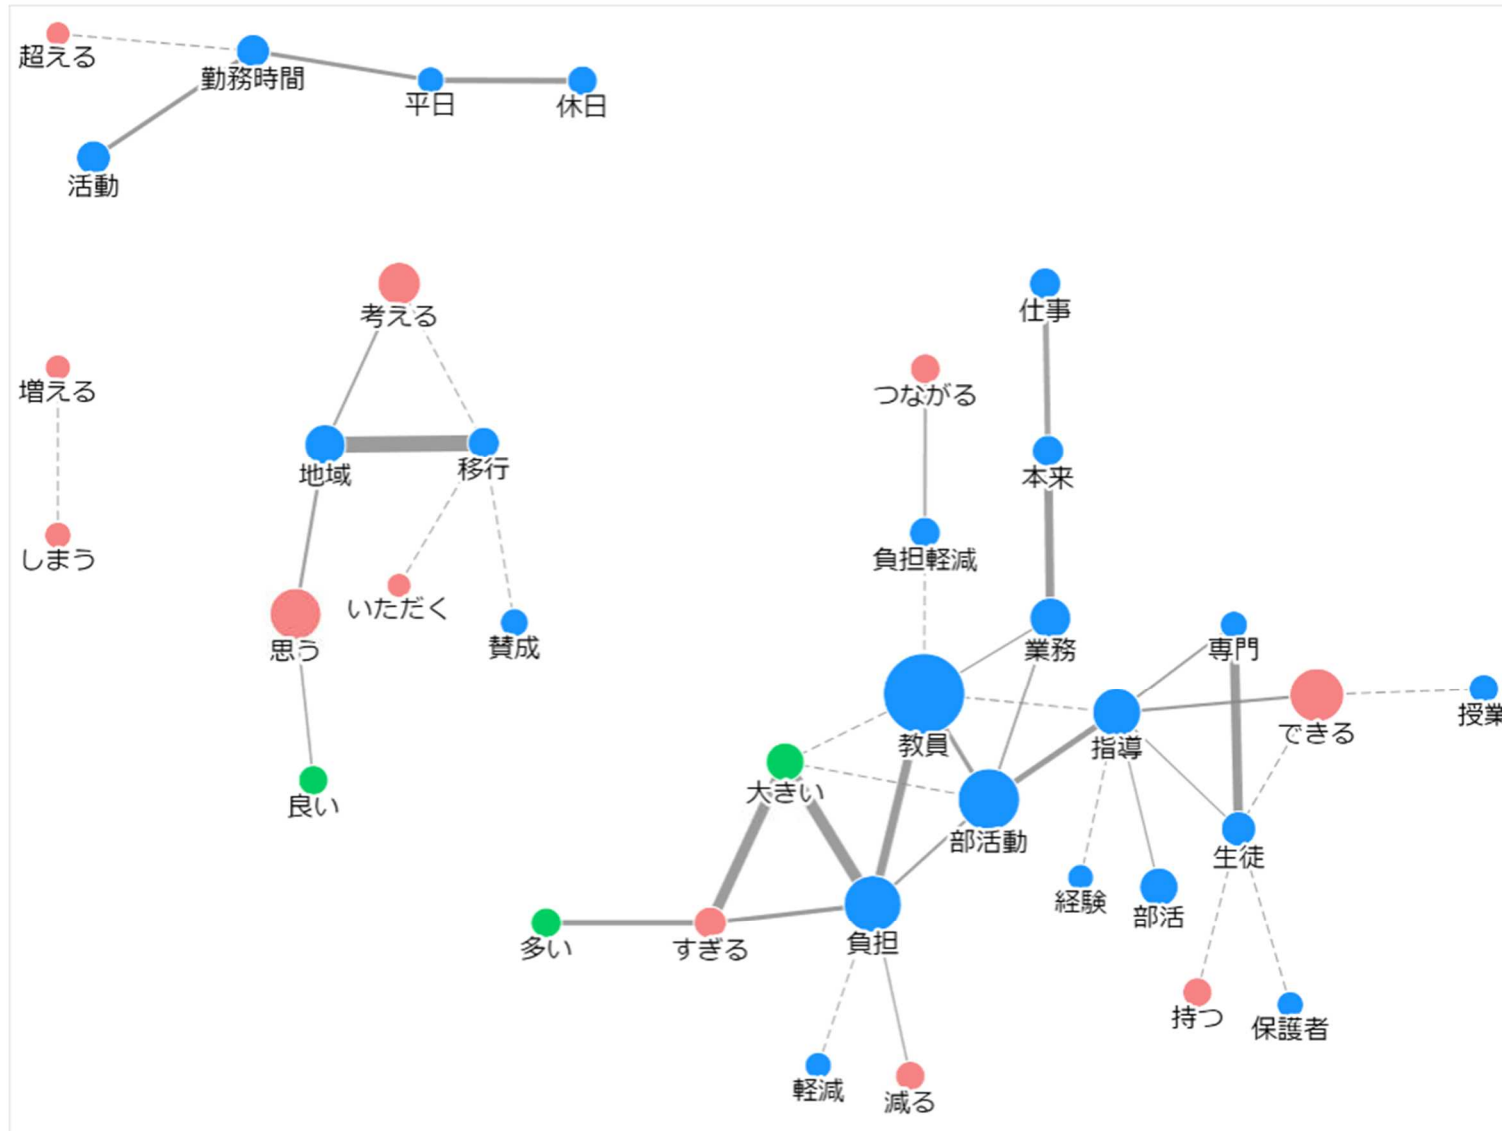 超える
勤務時間
平日
休日
活動
考える
仕事
増える
つながる
地域
移行
本来
しまう
負担軽減
いただく
思う
賛成
業務
専門
教員
指導
できる
授業
大きい
良い
部活動
生徒
経験
部活
多い
すぎる
負担
持つ
保護者
軽減
減る